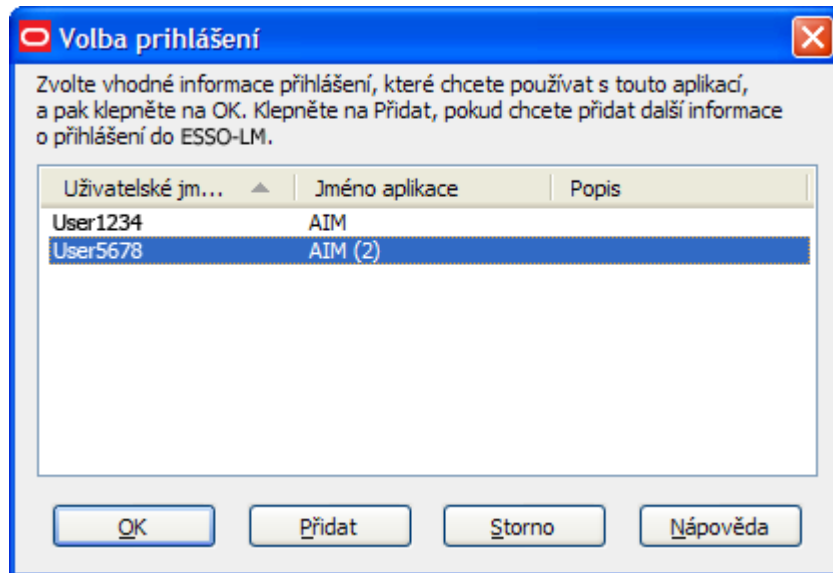 Volba prihlášení
Zvolte vhodné informace přihlášení, které chcete používat s touto aplikací,
a pak klepněte na OK. Klepněte na Přidat, pokud chcete přidat další informace
o přihlášení do ESSO-LM.
Uživatelské jm... Jméno aplikace Popis
User1234 AIM
User5678 AIM (2)
OK Přidat Storno Nápověda